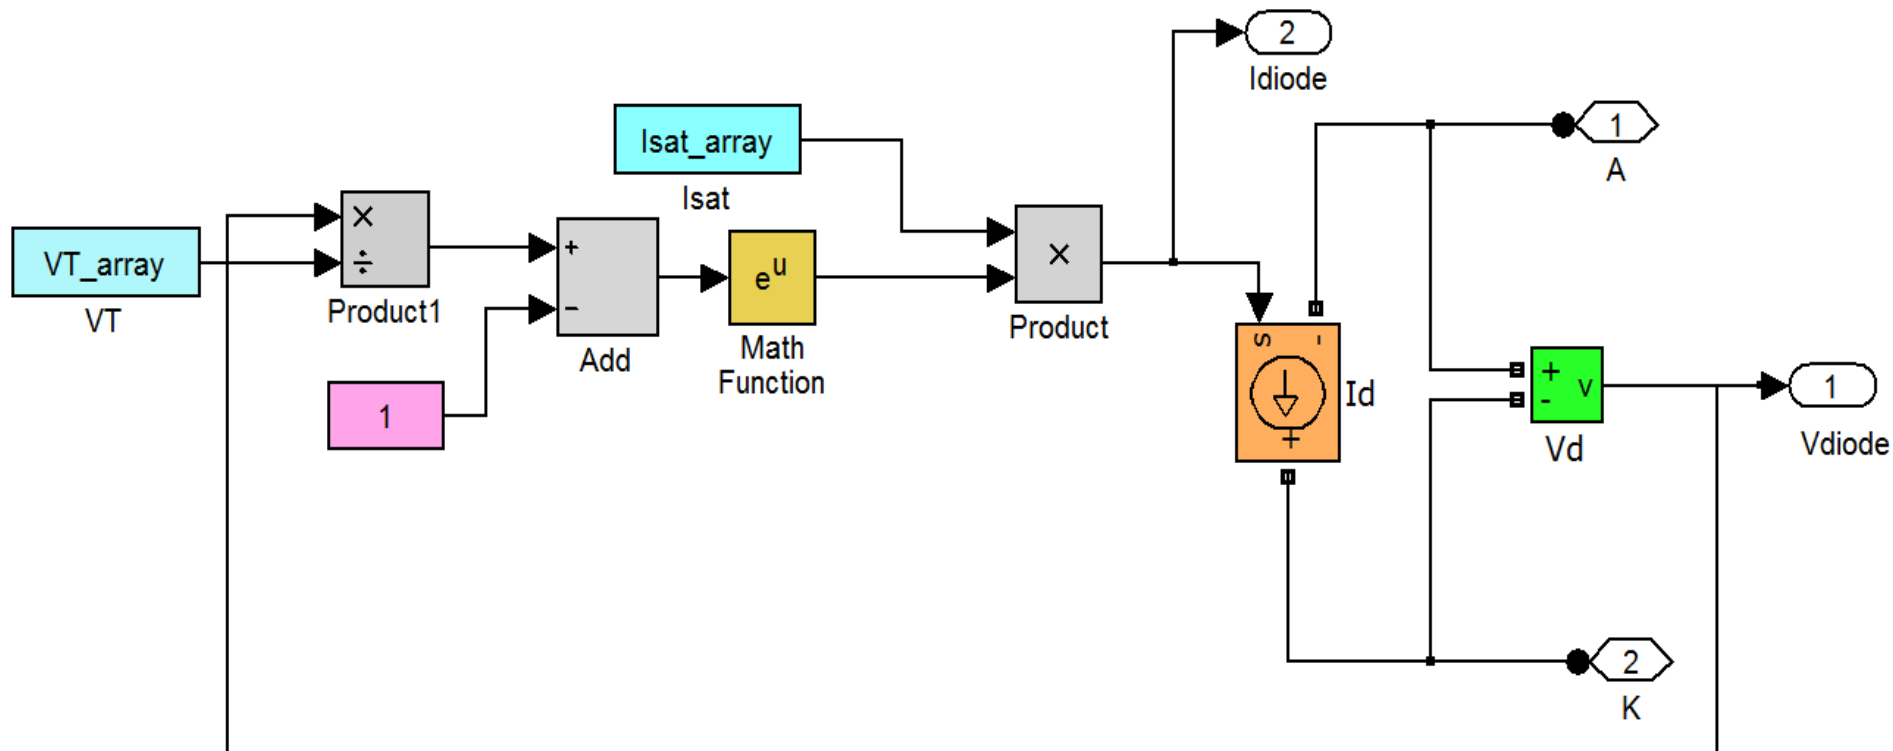 2
Idiode
Isat_array
Isat
1
A
VT_array
VT
×
÷
Product1
+
−
Add
e^u
Math
Function
×
Product
s
-
+
Id
+
-
v
Vd
1
Vdiode
1
2
K